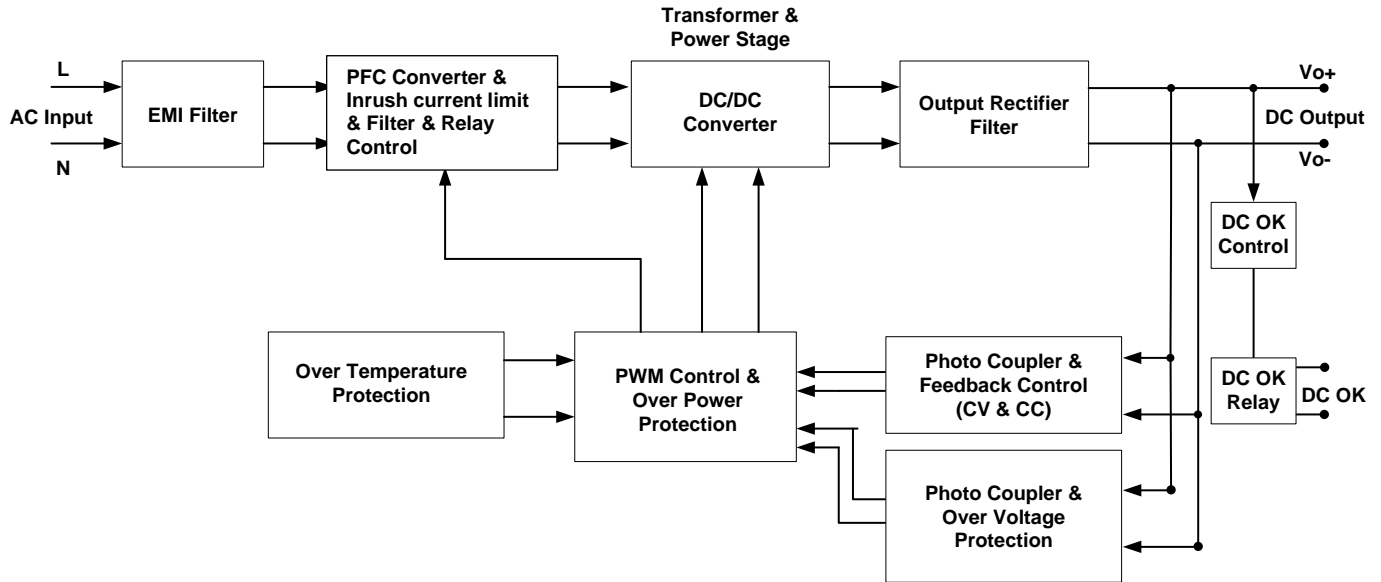 Transformer &
Power Stage
L
AC Input
N
EMI Filter
PFC Converter &
Inrush current limit
& Filter & Relay
Control
DC/DC
Converter
Output Rectifier
Filter
Vo+
DC Output
Vo-
DC OK
Control
Over Temperature
Protection
PWM Control &
Over Power
Protection
Photo Coupler &
Feedback Control
(CV & CC)
DC OK
Relay
DC OK
Photo Coupler &
Over Voltage
Protection